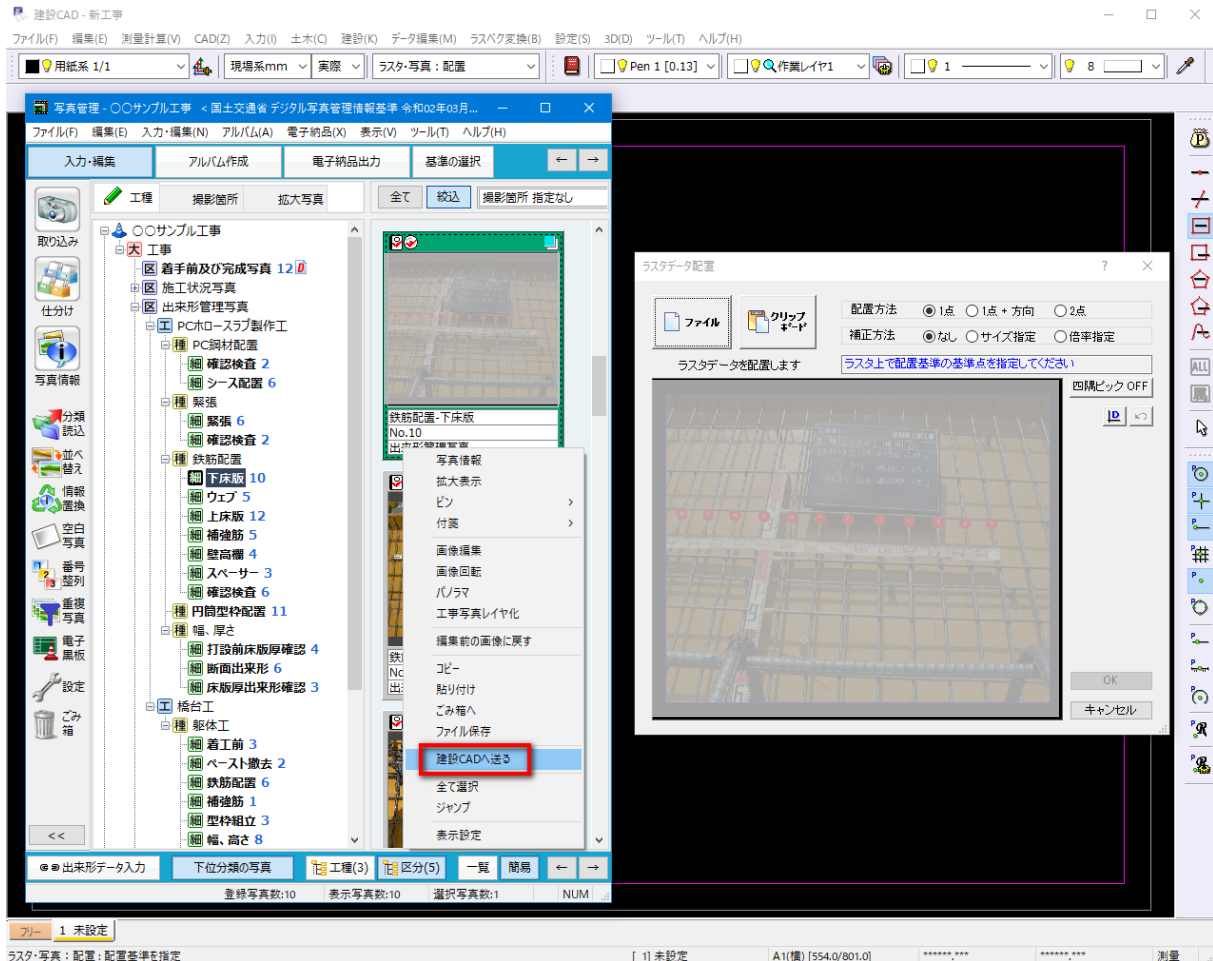 建設CAD - 新工事
ファイル(F) 編集(E) 測量計算(V) CAD(Z) 入力(I) 土木(C) 建設(K) データ編集(M) ラスベク変換(B) 設定(S) 3D(D) ツール(T) ヘルプ(H)
用紙系 1/1 現場系mm 実際 ラスタ・写真：配置 Pen 1 [0.13] 作業レイヤ1 1 8
写真管理 - 〇〇サンプル工事 < 国土交通省 デジタル写真管理情報基準 令和02年03月...
ファイル(F) 編集(E) 入力・編集(N) アルバム(A) 電子納品(X) 表示(V) ツール(T) ヘルプ(H)
入力・編集 アルバム作成 電子納品出力 基準の選択 ← →
工種 撮影箇所 拡大写真 全て 絞込 撮影箇所 指定なし
取り込み
仕分け
写真情報
分類
読込
並べ
替え
情報
置換
空白
写真
番号
整列
重複
写真
電子
黒板
設定
ごみ
箱
<<
〇〇サンプル工事
大 工事
区 着手前及び完成写真 12
区 施工状況写真
区 出来形管理写真
工 PCホロースラブ製作工
種 PC鋼材配置
細 確認検査 2
細 シース配置 6
種 緊張
細 緊張 6
細 確認検査 2
種 鉄筋配置
細 下床版 10
細 ウェブ 5
細 上床版 12
細 補強筋 5
細 壁高欄 4
細 スペーサー 3
細 確認検査 6
種 円筒型枠配置 11
種 幅、厚さ
細 打設前床版厚確認 4
細 断面出来形 6
細 床版厚出来形確認 3
工 橋台工
種 躯体工
細 着工前 3
細 ペースト撤去 2
細 鉄筋配置 6
細 補強筋 1
細 型枠組立 3
細 幅、高さ 8
鉄筋配置-下床版
No.10
出来形管理写真
写真情報
拡大表示
ピン
付箋
画像編集
画像回転
パノラマ
工事写真レイヤ化
編集前の画像に戻す
コピー
貼り付け
ごみ箱へ
ファイル保存
建設CADへ送る
全て選択
ジャンプ
表示設定
出来形データ入力 下位分類の写真 工種(3) 区分(5) 一覧 簡易 ← →
登録写真数:10 表示写真数:10 選択写真数:1 NUM
ラスタデータ配置
ファイル
クリップ
ボード
ラスタデータを配置します
配置方法 1点 1点 + 方向 2点
補正方法 なし サイズ指定 倍率指定
ラスタ上で配置基準の基準点を指定してください
四隅ピック OFF
OK
キャンセル
ALL
フリー 1 未設定
ラスタ・写真：配置：配置基準を指定 [ 1] 未設定 A1(横) [554.0/801.0] ******.*** ******.*** 測量